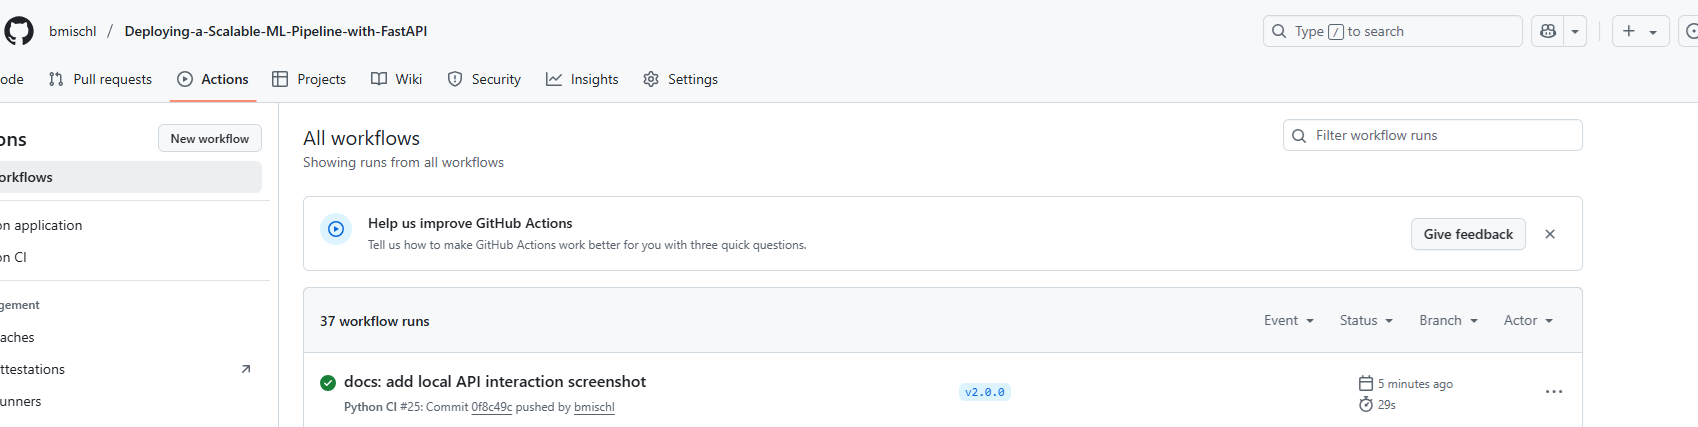 bmischl / Deploying-a-Scalable-ML-Pipeline-with-FastAPI
Type / to search
ode Pull requests Actions Projects Wiki Security Insights Settings
ons
New workflow
orkflows
on application
on CI
gement
aches
ttestations
unners
All workflows
Showing runs from all workflows
Filter workflow runs
Help us improve GitHub Actions
Tell us how to make GitHub Actions work better for you with three quick questions.
Give feedback
37 workflow runs
Event Status Branch Actor
docs: add local API interaction screenshot
Python CI #25: Commit 0f8c49c pushed by bmischl
v2.0.0
5 minutes ago
29s